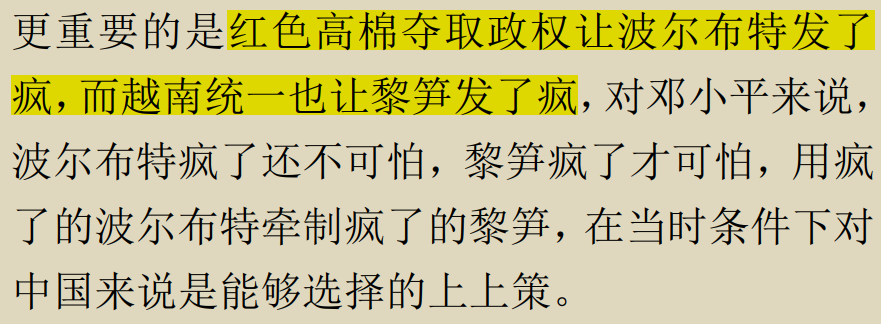 更重要的是红色高棉夺取政权让波尔布特发了
疯，而越南统一也让黎笋发了疯，对邓小平来说，
波尔布特疯了还不可怕，黎笋疯了才可怕，用疯
了的波尔布特牵制疯了的黎笋，在当时条件下对
中国来说是能够选择的上上策。